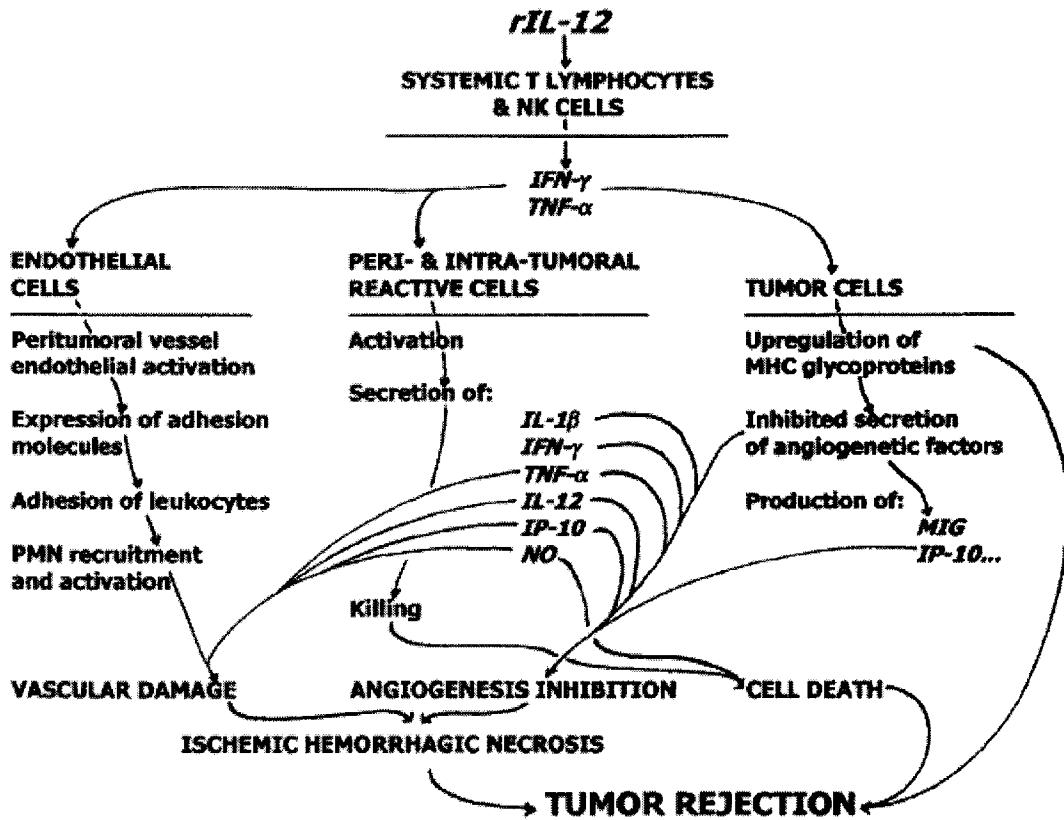 rIL-12
SYSTEMIC T LYMPHOCYTES
& NK CELLS
IFN-γ
TNF-α
ENDOTHELIAL
CELLS
Peritumoral vessel
endothelial activation
Expression of adhesion
molecules
Adhesion of leukocytes
PMN recruitment
and activation
PERI- & INTRA-TUMORAL
REACTIVE CELLS
Activation
Secretion of:
IL-1β
IFN-γ
TNF-α
IL-12
IP-10
NO
Killing
TUMOR CELLS
Upregulation of
MHC glycoproteins
Inhibited secretion
of angiogenetic factors
Production of:
MIG
IP-10...
VASCULAR DAMAGE
ANGIOGENESIS INHIBITION
CELL DEATH
ISCHEMIC HEMORRHAGIC NECROSIS
TUMOR REJECTION